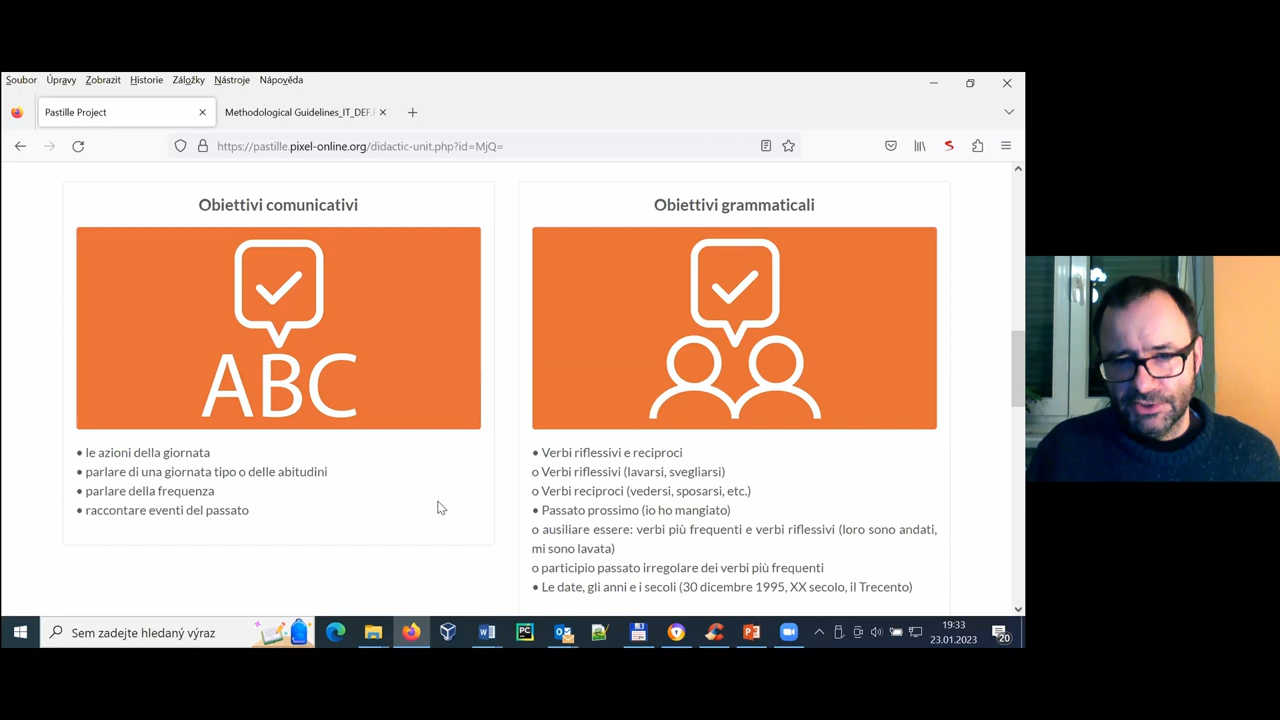 Soubor Úpravy Zobrazit Historie Záložky Nástroje Nápověda
Pastille Project
Methodological Guidelines_IT_DEF.
https://pastille.pixel-online.org/didactic-unit.php?id=MjQ=
Obiettivi comunicativi
ABC
• le azioni della giornata
• parlare di una giornata tipo o delle abitudini
• parlare della frequenza
• raccontare eventi del passato
Obiettivi grammaticali
• Verbi riflessivi e reciproci
o Verbi riflessivi (lavarsi, svegliarsi)
o Verbi reciproci (vedersi, sposarsi, etc.)
• Passato prossimo (io ho mangiato)
o ausiliare essere: verbi più frequenti e verbi riflessivi (loro sono andati,
mi sono lavata)
o participio passato irregolare dei verbi più frequenti
• Le date, gli anni e i secoli (30 dicembre 1995, XX secolo, il Trecento)
Sem zadejte hledaný výraz
PC
19:33
23.01.2023
20